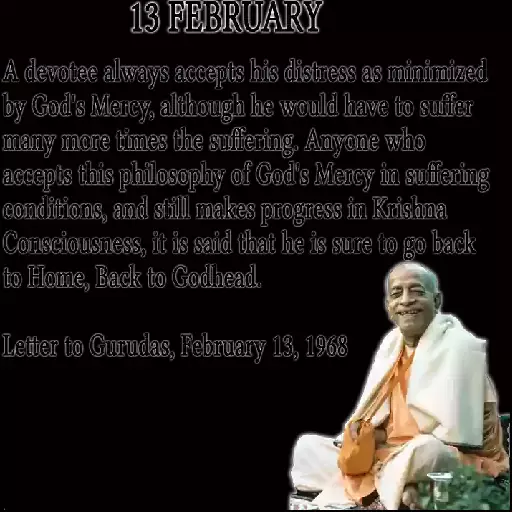 13 FEBRUARY
A devotee always accepts his distress as minimized
by God's Mercy, although he would have to suffer
many more times the suffering. Anyone who
accepts this philosophy of God's Mercy in suffering
conditions, and still makes progress in Krishna
Consciousness, it is said that he is sure to go back
to Home, Back to Godhead.
Letter to Gurudas, February 13, 1968